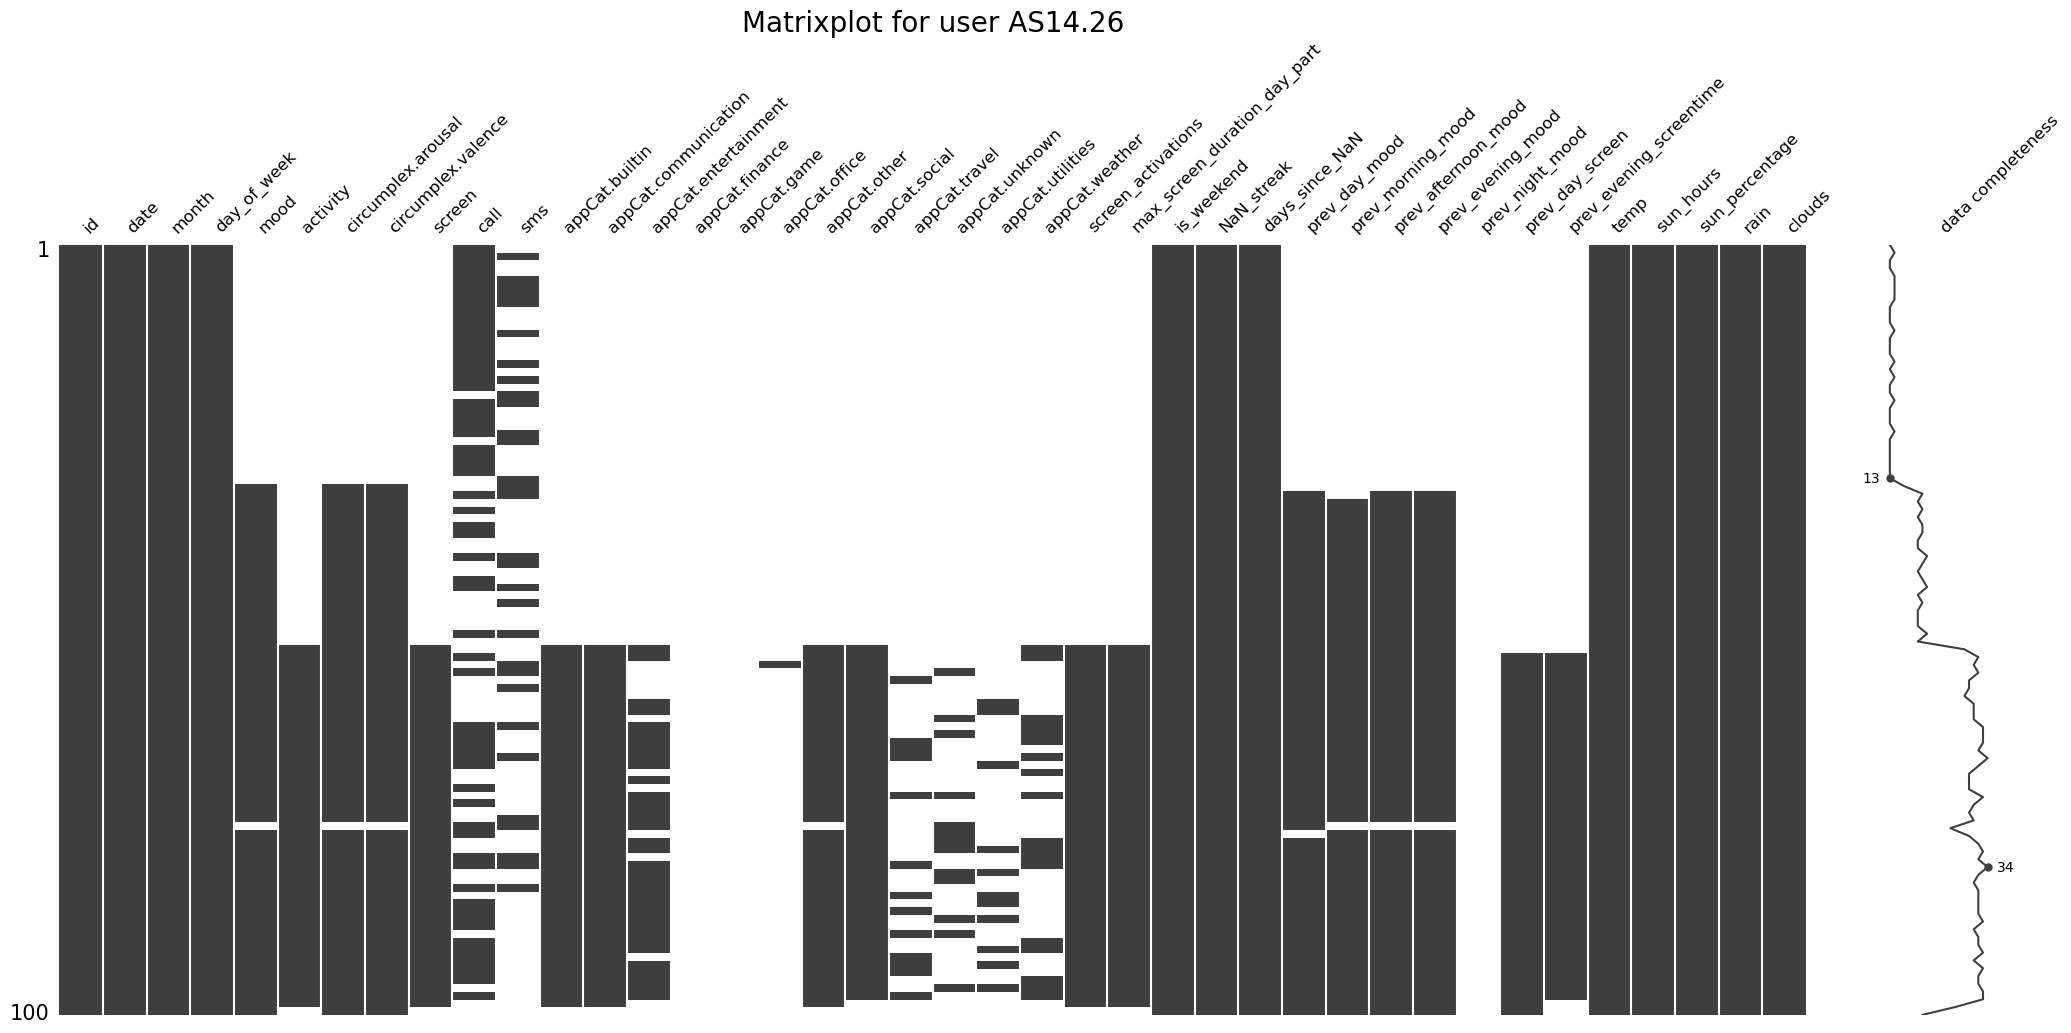 Matrixplot for user AS14.26
id
date
month
day_of_week
mood
activity
circumplex.arousal
circumplex.valence
screen
call
sms
appCat.builtin
appCat.communication
appCat.entertainment
appCat.finance
appCat.game
appCat.office
appCat.other
appCat.social
appCat.travel
appCat.unknown
appCat.utilities
appCat.weather
screen_activations
max_screen_duration_day_part
is_weekend
NaN_streak
days_since_NaN
prev_day_mood
prev_morning_mood
prev_afternoon_mood
prev_evening_mood
prev_night_mood
prev_day_screen
prev_evening_screentime
temp
sun_hours
sun_percentage
rain
clouds
data completeness
1
13
34
100